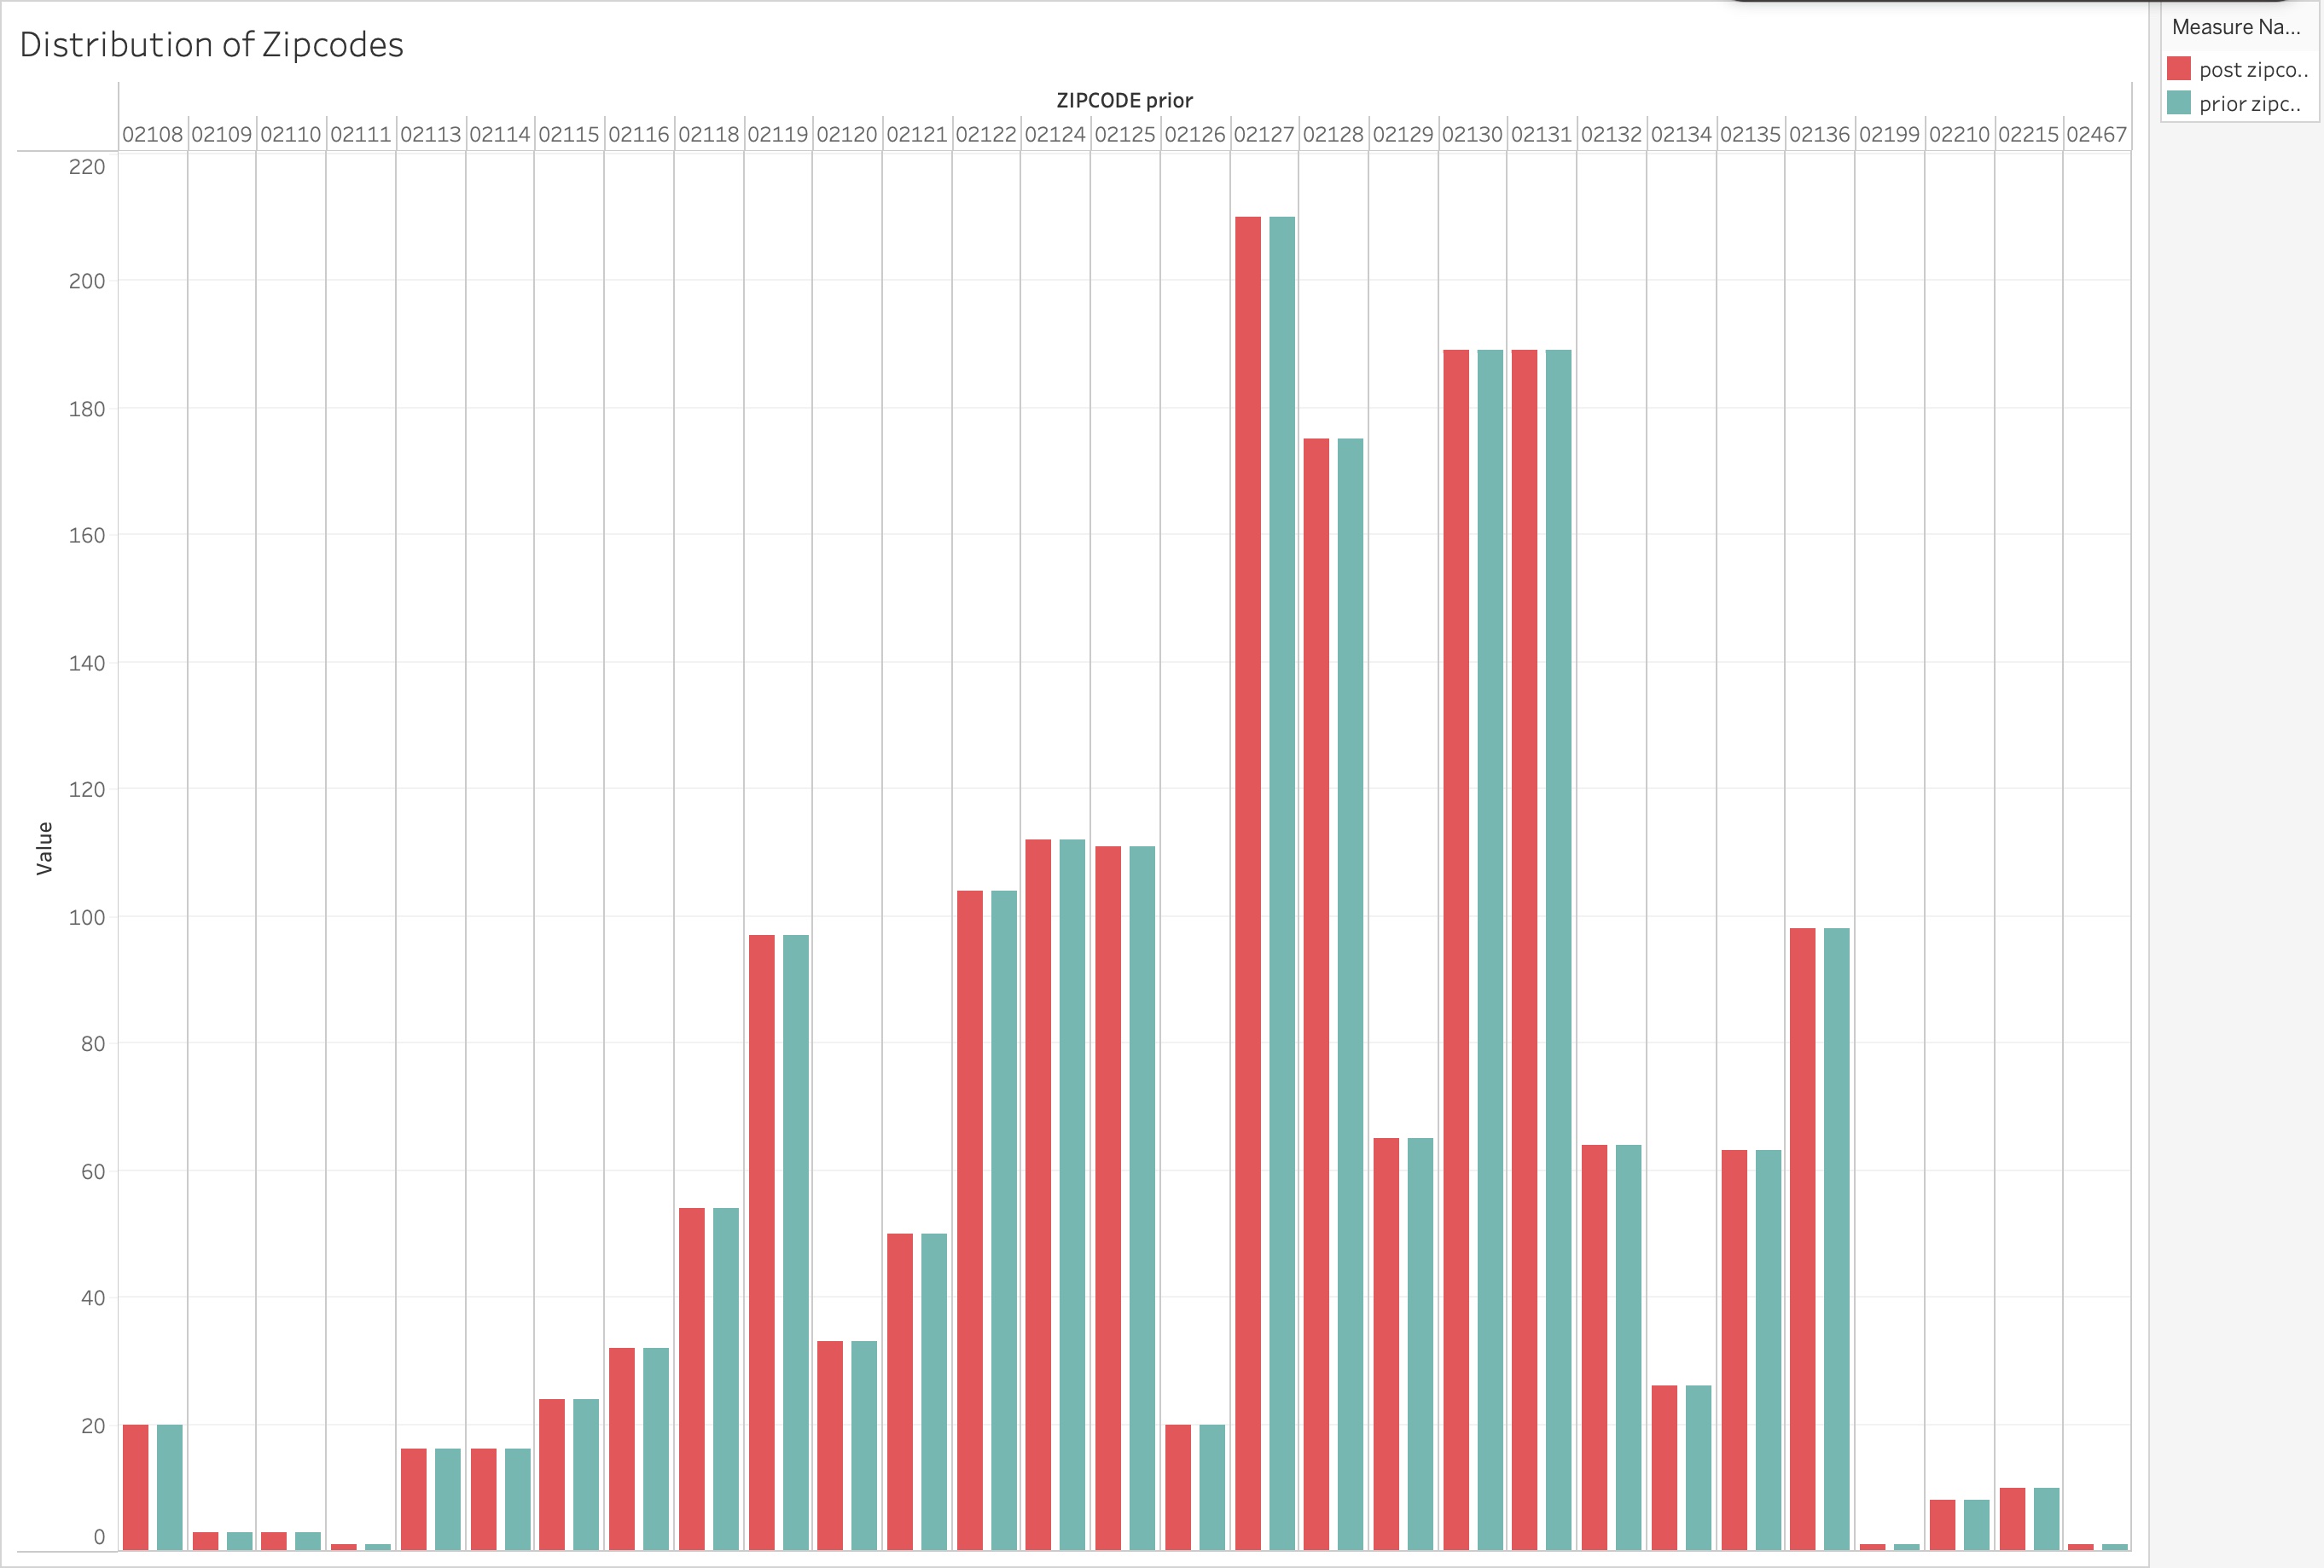 Distribution of Zipcodes
Measure Na...
post zipco..
prior zipc..
ZIPCODE prior
02108 02109 02110 02111 02113 02114 02115 02116 02118 02119 02120 02121 02122 02124 02125 02126 02127 02128 02129 02130 02131 02132 02134 02135 02136 02199 02210 02215 02467
220
200
180
160
140
120
100
80
60
40
20
0
Value